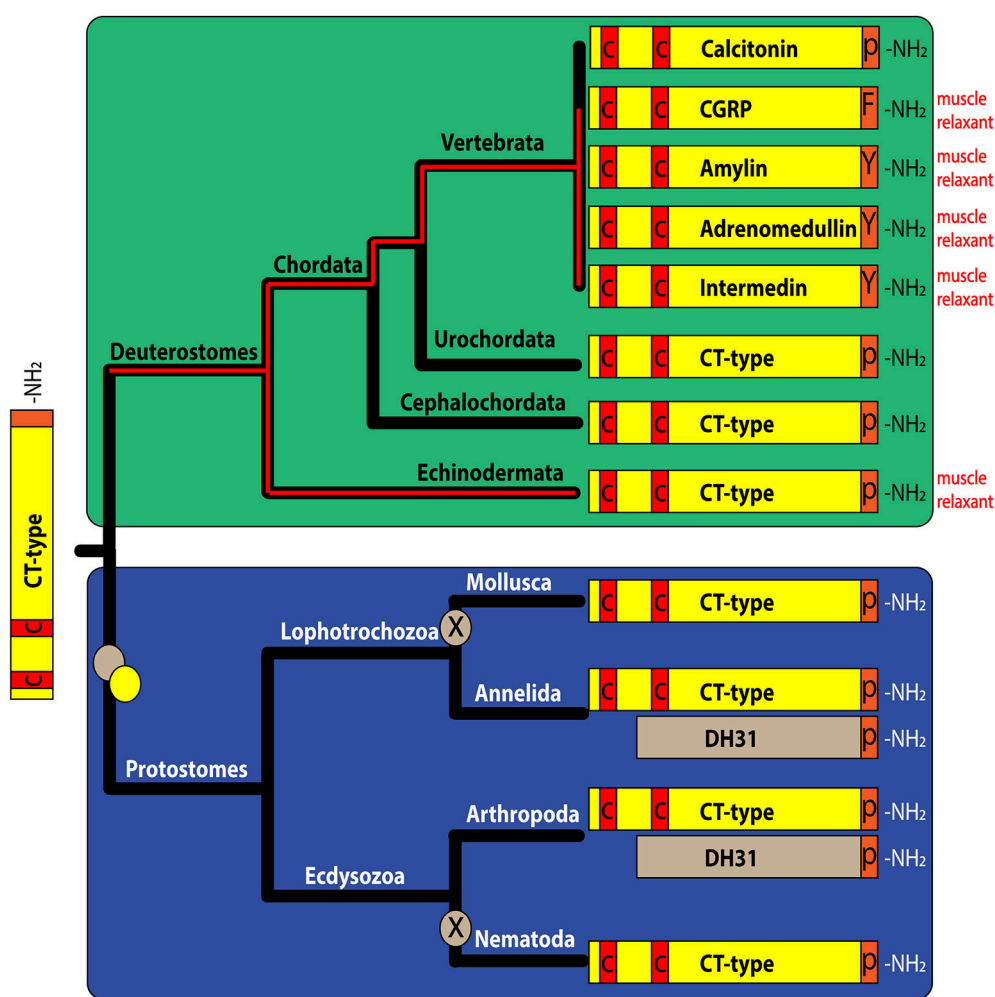 C C Calcitonin p -NH₂
C C CGRP F -NH₂ muscle relaxant
Vertebrata
C C Amylin Y -NH₂ muscle relaxant
C C Adrenomedullin Y -NH₂ muscle relaxant
Chordata
C C Intermedin Y -NH₂ muscle relaxant
Urochordata
Deuterostomes
C C CT-type p -NH₂
Cephalochordata
C C CT-type p -NH₂
Echinodermata
C C CT-type p -NH₂ muscle relaxant
C C CT-type -NH₂
Mollusca
C C CT-type p -NH₂
Lophotrochozoa X
Annelida
C C CT-type p -NH₂
DH31 p -NH₂
Protostomes
Arthropoda
C C CT-type p -NH₂
DH31 p -NH₂
Ecdysozoa
X
Nematoda
C C CT-type p -NH₂